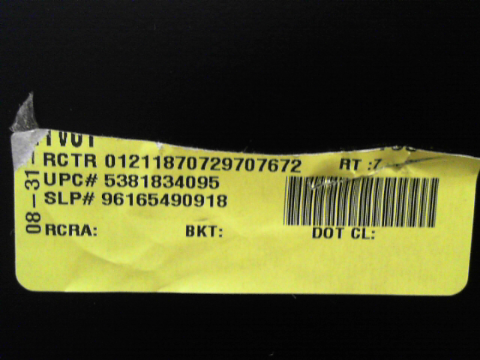 RCTR 01211870729707672 RT :7
UPC# 5381834095
SLP# 96165490918
RCRA: BKT: DOT CL:
08-31